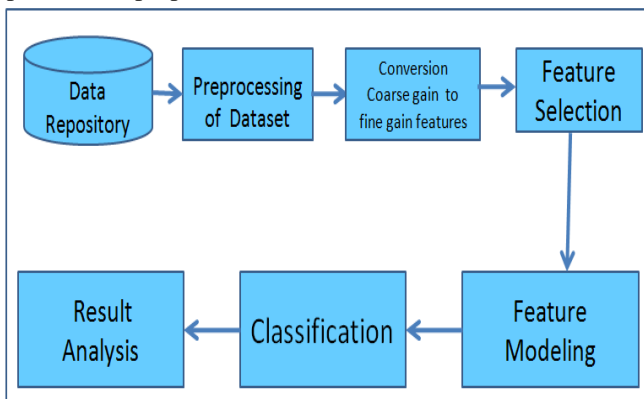 Data
Repository
Preprocessing
of Dataset
Conversion
Coarse gain to
fine gain features
Feature
Selection
Feature
Modeling
Classification
Result
Analysis